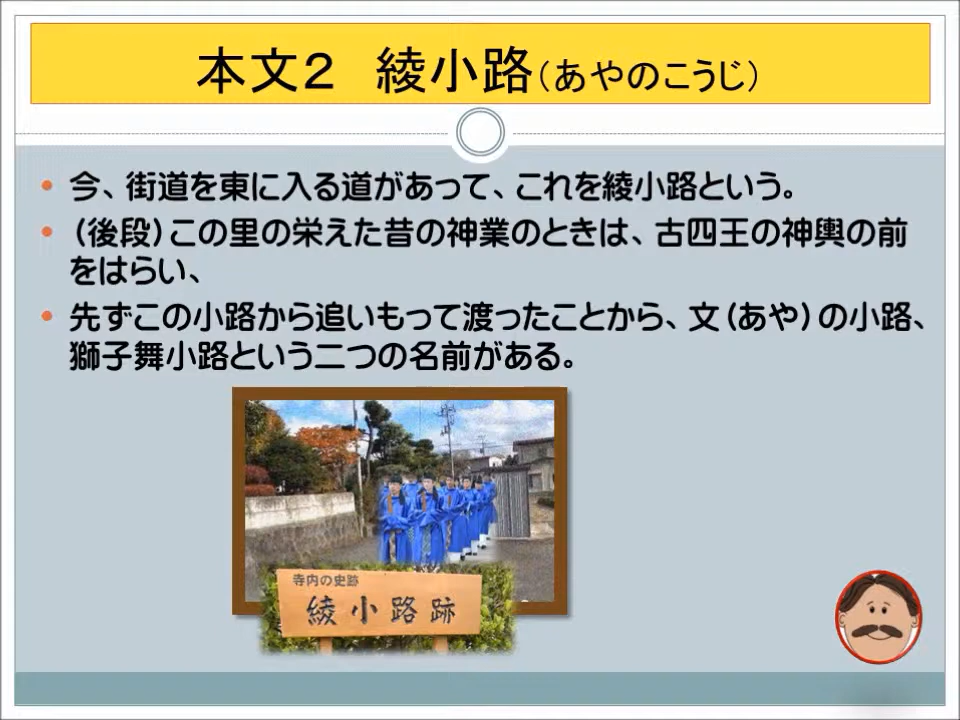 本文２　綾小路（あやのこうじ）
今、街道を東に入る道があって、これを綾小路という。
（後段）この里の栄えた昔の神業のときは、古四王の神輿の前
をはらい、
先ずこの小路から追いもって渡ったことから、文（あや）の小路、
獅子舞小路という二つの名前がある。
寺内の史跡
綾小路跡